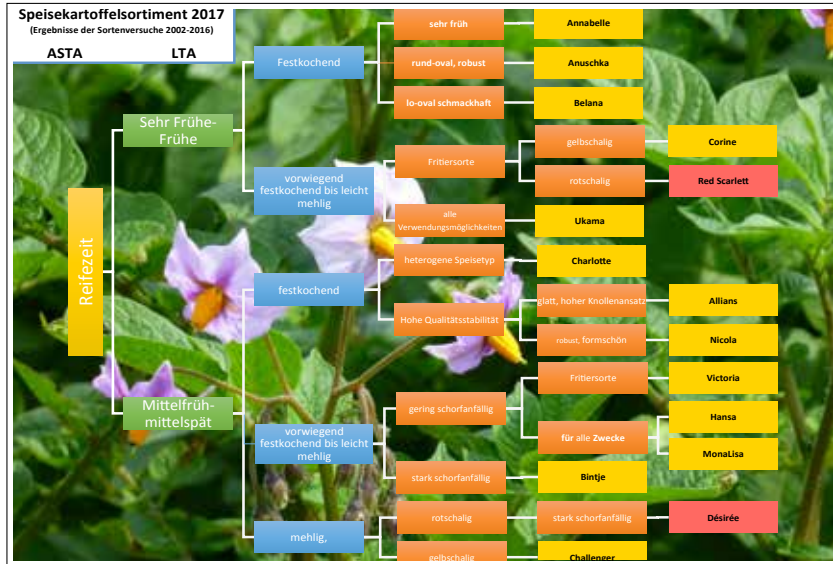 Speisekartoffelsortiment 2017
(Ergebnisse der Sortenversuche 2002-2016)
ASTA LTA
Reifezeit
Sehr Frühe-
Frühe
Festkochend
sehr früh
Annabelle
rund-oval, robust
Anuschka
lo-oval schmackhaft
Belana
vorwiegend
festkochend bis leicht
mehlig
Fritiersorte
gelbschalig
Corine
rotschalig
Red Scarlett
alle
Verwendungsmöglichkeiten
Ukama
Mittelfrüh-
mittelspät
festkochend
heterogene Speisetyp
Charlotte
Hohe Qualitätsstabilität
glatt, hoher Knollenansatz
Allians
robust, formschön
Nicola
vorwiegend
festkochend bis leicht
mehlig
gering schorfanfällig
Fritiersorte
Victoria
für alle Zwecke
Hansa
MonaLisa
stark schorfanfällig
Bintje
mehlig,
rotschalig
stark schorfanfällig
Désirée
gelbschalig
Challenger